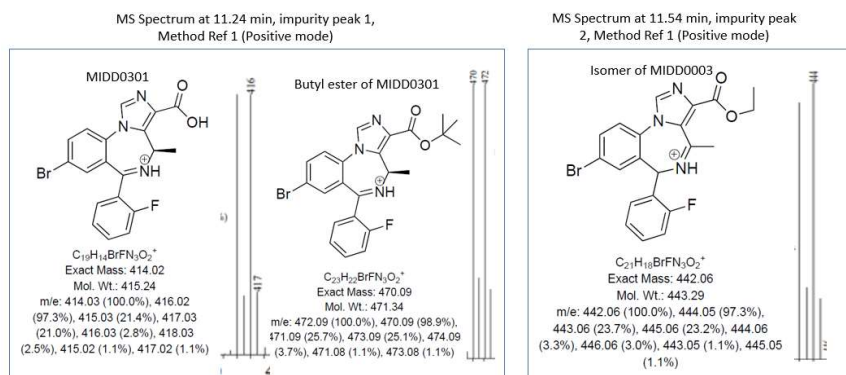 MS Spectrum at 11.24 min, impurity peak 1,
Method Ref 1 (Positive mode)
MS Spectrum at 11.54 min, impurity peak
2, Method Ref 1 (Positive mode)
MIDD0301
N
O
OH
N
Br
NH
F
C₁₉H₁₄BrFN₃O₂⁺
Exact Mass: 414.02
Mol. Wt.: 415.24
m/e: 414.03 (100.0%), 416.02
(97.3%), 415.03 (21.4%), 417.03
(21.0%), 416.03 (2.8%), 418.03
(2.5%), 415.02 (1.1%), 417.02 (1.1%)
416
417
Butyl ester of MIDD0301
N
O
O
N
Br
NH
F
C₂₃H₂₂BrFN₃O₂⁺
Exact Mass: 470.09
Mol. Wt.: 471.34
m/e: 472.09 (100.0%), 470.09 (98.9%),
471.09 (25.7%), 473.09 (25.1%), 474.09
(3.7%), 471.08 (1.1%), 473.08 (1.1%)
470
472
Isomer of MIDD0003
N
O
O
N
Br
NH
F
C₂₁H₁₈BrFN₃O₂⁺
Exact Mass: 442.06
Mol. Wt.: 443.29
m/e: 442.06 (100.0%), 444.05 (97.3%),
443.06 (23.7%), 445.06 (23.2%), 444.06
(3.3%), 446.06 (3.0%), 443.05 (1.1%), 445.05
(1.1%)